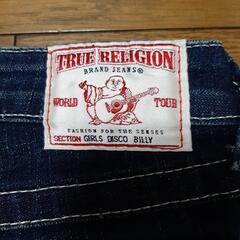 TRUE RELIGION
BRAND JEANS®
WORLD TOUR
FASHION FOR THE SENSES
SECTION GIRLS DISCO BILLY